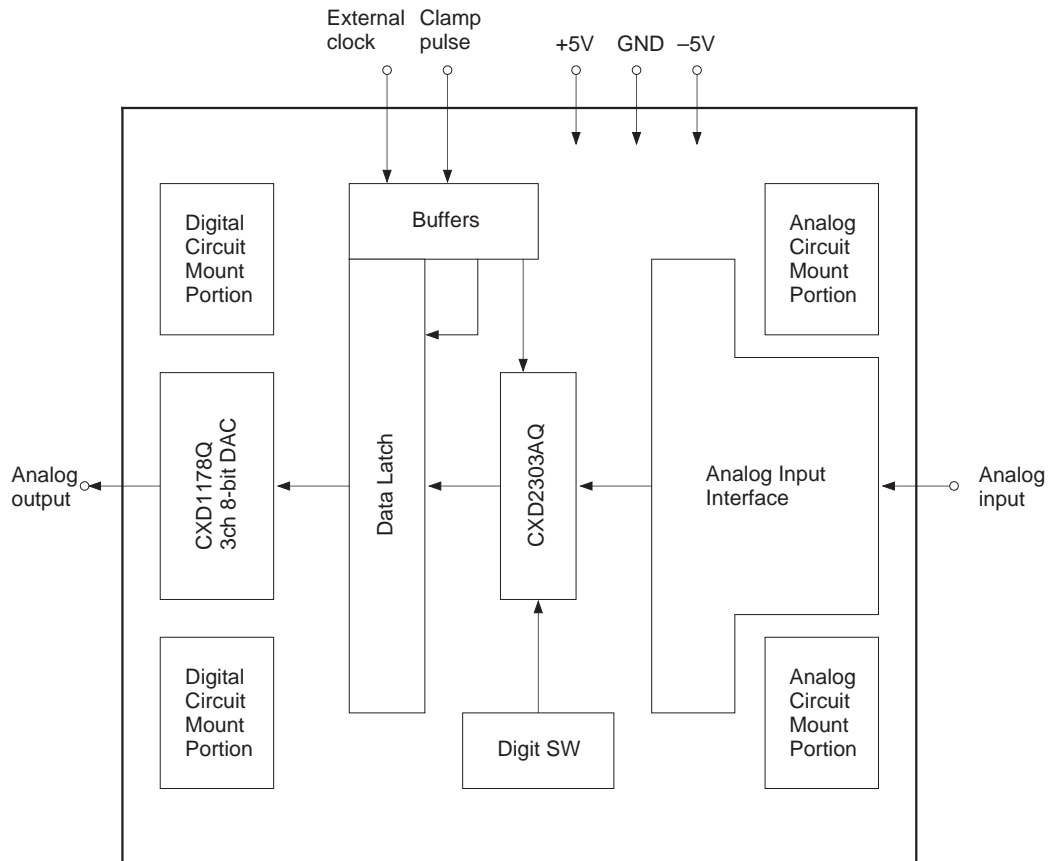 External
clock
Clamp
pulse
+5V
GND
–5V
Buffers
Digital
Circuit
Mount
Portion
Analog
Circuit
Mount
Portion
CXD1178Q
3ch 8-bit DAC
Data Latch
CXD2303AQ
Analog Input
Interface
Analog
output
Analog
input
Digital
Circuit
Mount
Portion
Digit SW
Analog
Circuit
Mount
Portion